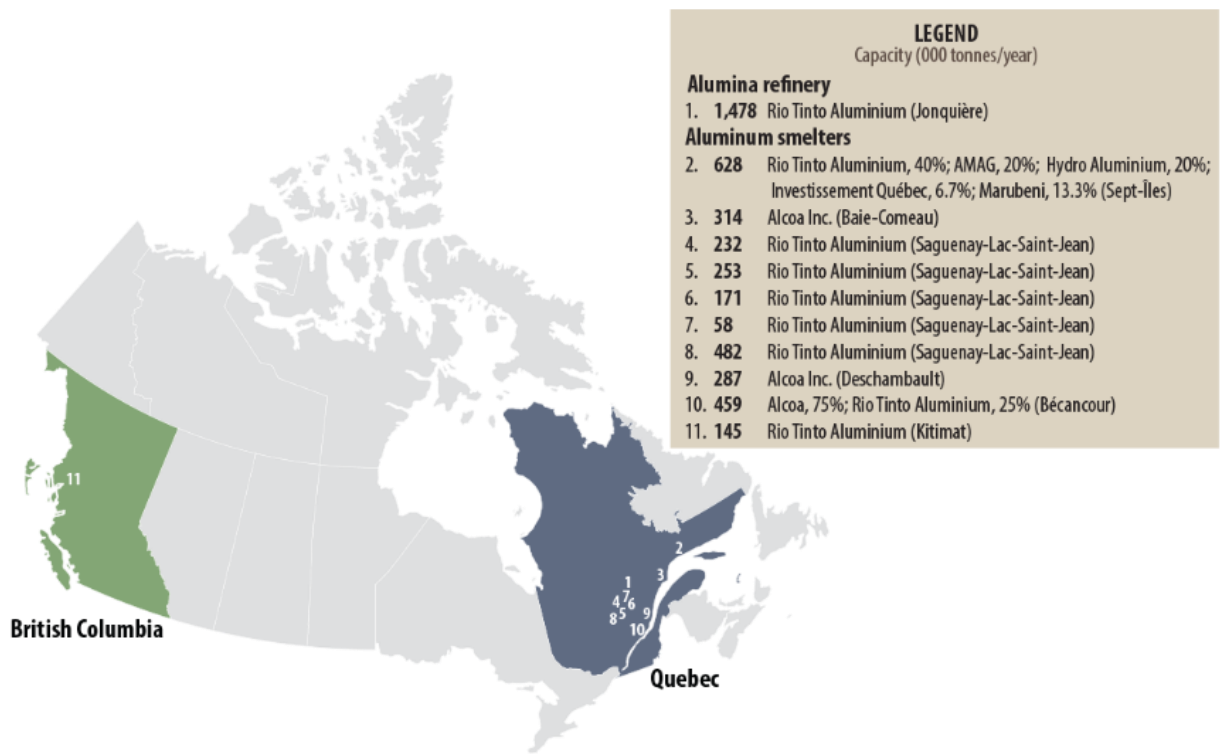 LEGEND
Capacity (000 tonnes/year)
Alumina refinery
1. 1,478 Rio Tinto Aluminium (Jonquière)
Aluminum smelters
2. 628 Rio Tinto Aluminium, 40%; AMAG, 20%; Hydro Aluminium, 20%;
Investissement Québec, 6.7%; Marubeni, 13.3% (Sept-Îles)
3. 314 Alcoa Inc. (Baie-Comeau)
4. 232 Rio Tinto Aluminium (Saguenay-Lac-Saint-Jean)
5. 253 Rio Tinto Aluminium (Saguenay-Lac-Saint-Jean)
6. 171 Rio Tinto Aluminium (Saguenay-Lac-Saint-Jean)
7. 58 Rio Tinto Aluminium (Saguenay-Lac-Saint-Jean)
8. 482 Rio Tinto Aluminium (Saguenay-Lac-Saint-Jean)
9. 287 Alcoa Inc. (Deschambault)
10. 459 Alcoa, 75%; Rio Tinto Aluminium, 25% (Bécancour)
11. 145 Rio Tinto Aluminium (Kitimat)
11
2
3
1
7
4 6
8 5 9
10
British Columbia
Quebec